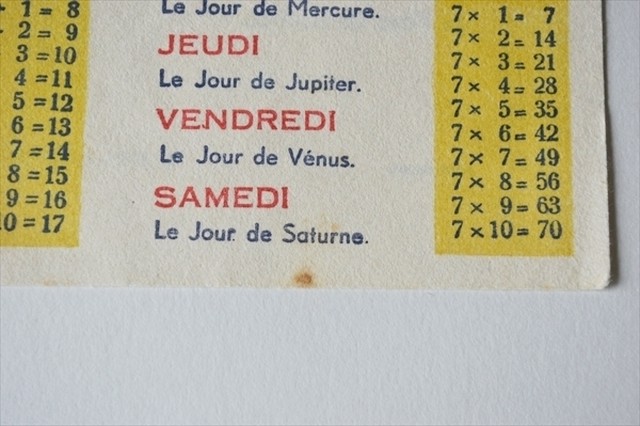 1 = 8
2 = 9
3 = 10
4 = 11
5 = 12
6 = 13
7 = 14
8 = 15
9 = 16
10 = 17
Le Jour de Mercure.
JEUDI
Le Jour de Jupiter.
VENDREDI
Le Jour de Vénus.
SAMEDI
Le Jour de Saturne.
7 × 1 = 7
7 × 2 = 14
7 × 3 = 21
7 × 4 = 28
7 × 5 = 35
7 × 6 = 42
7 × 7 = 49
7 × 8 = 56
7 × 9 = 63
7 × 10 = 70